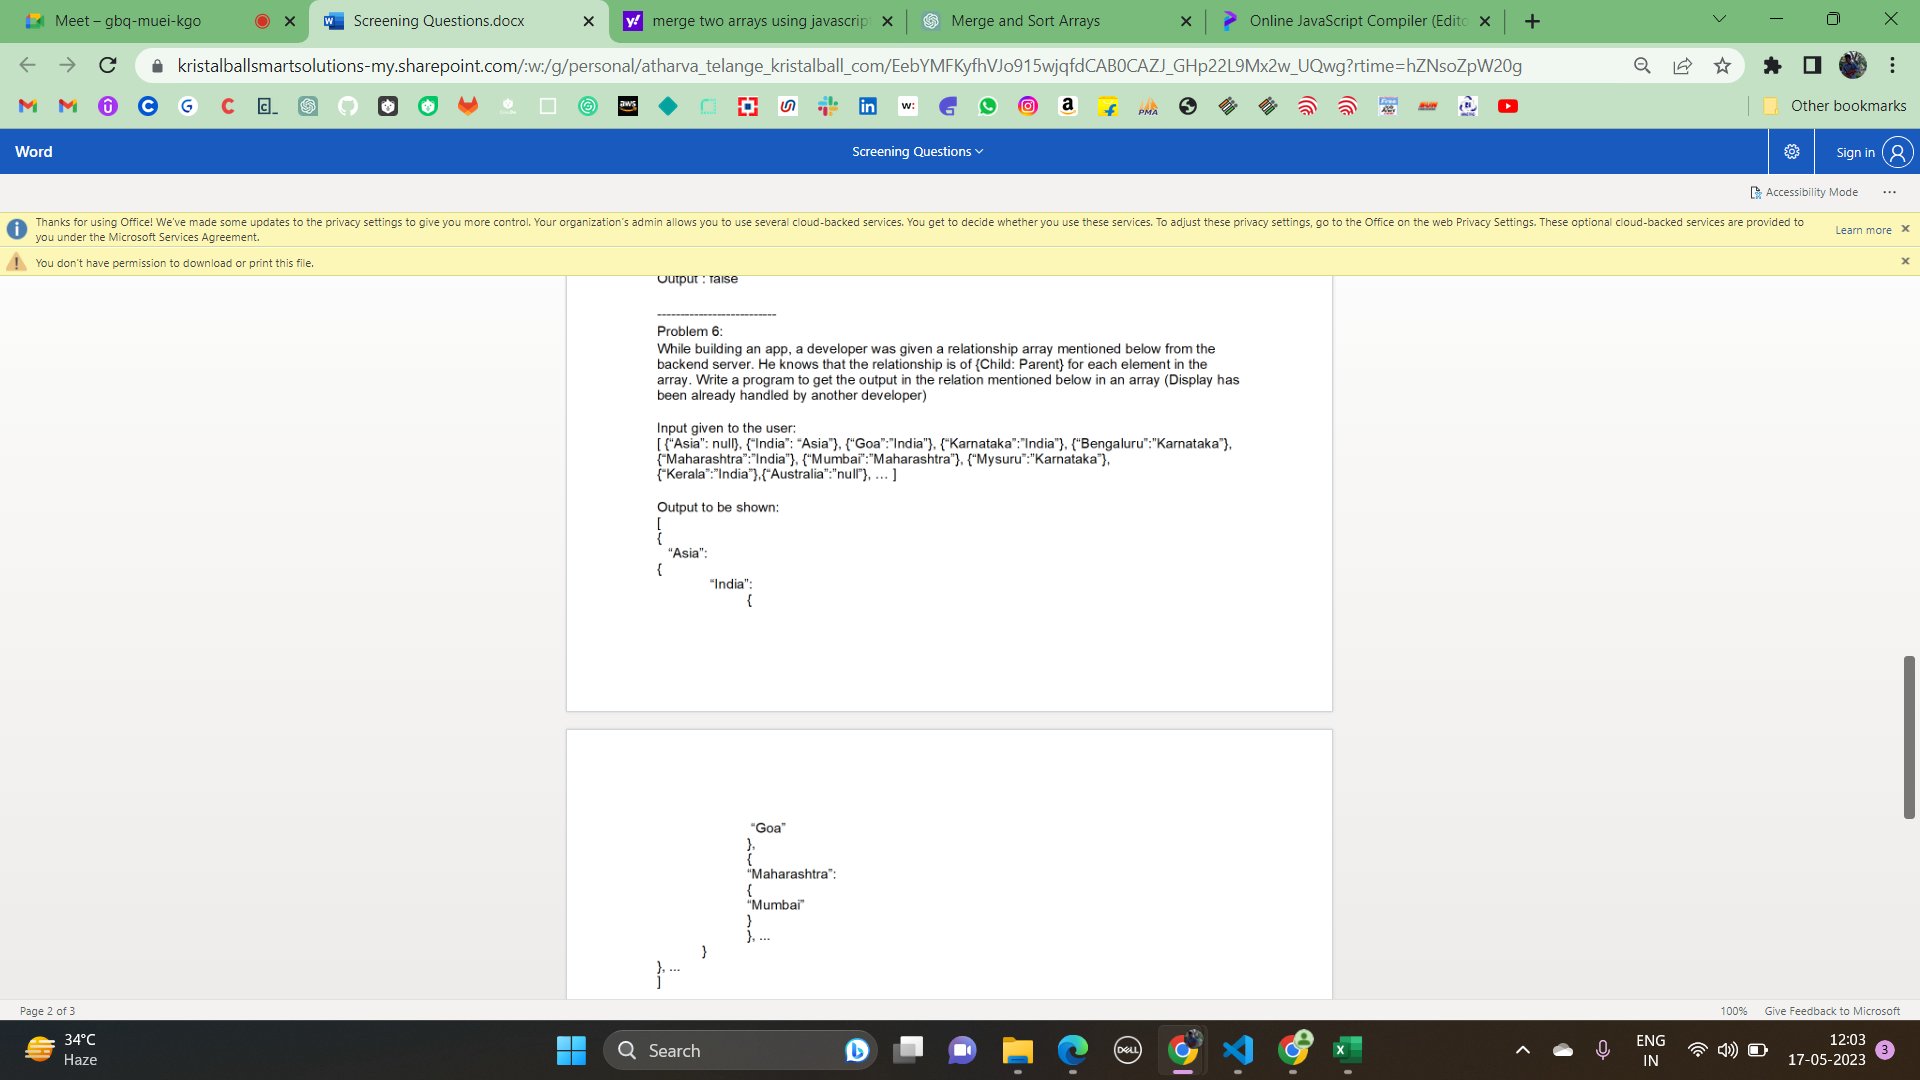 Meet – gbq-muei-kgo
Screening Questions.docx
merge two arrays using javascrip
Merge and Sort Arrays
Online JavaScript Compiler (Edito
kristalballsmartsolutions-my.sharepoint.com/:w:/g/personal/atharva_telange_kristalball_com/EebYMFKyfhVJo915wjqfdCAB0CAZJ_GHp22L9Mx2w_UQwg?rtime=hZNsoZpW20g
Other bookmarks
Word
Screening Questions
Sign in
Accessibility Mode
Thanks for using Office! We've made some updates to the privacy settings to give you more control. Your organization's admin allows you to use several cloud-backed services. You get to decide whether you use these services. To adjust these privacy settings, go to the Office on the web Privacy Settings. These optional cloud-backed services are provided to
you under the Microsoft Services Agreement.
Learn more
You don't have permission to download or print this file.
Output : false
--------------------------
Problem 6:
While building an app, a developer was given a relationship array mentioned below from the
backend server. He knows that the relationship is of {Child: Parent} for each element in the
array. Write a program to get the output in the relation mentioned below in an array (Display has
been already handled by another developer)
Input given to the user:
[ {“Asia”: null}, {“India”: “Asia”}, {“Goa”:”India”}, {“Karnataka”:”India”}, {“Bengaluru”:”Karnataka”},
{“Maharashtra”:”India”}, {“Mumbai”:”Maharashtra”}, {“Mysuru”:”Karnataka”},
{“Kerala”:”India”},{“Australia”:”null”}, … ]
Output to be shown:
[
{
“Asia”:
{
“India”:
{
“Goa”
},
{
“Maharashtra”:
{
“Mumbai”
}
}, ...
}
}, ...
]
Page 2 of 3
100%
Give Feedback to Microsoft
34°C
Haze
Search
ENG
IN
12:03
17-05-2023
3